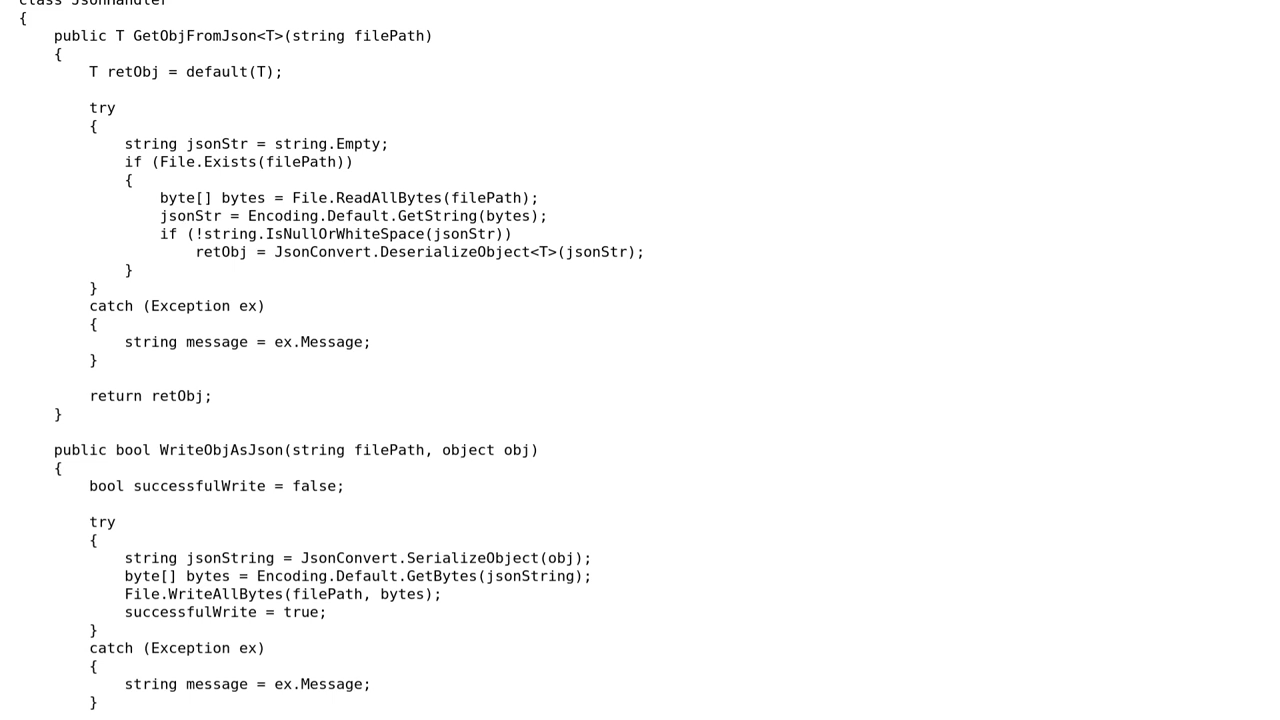 class JsonHandler
{
    public T GetObjFromJson<T>(string filePath)
    {
        T retObj = default(T);

        try
        {
            string jsonStr = string.Empty;
            if (File.Exists(filePath))
            {
                byte[] bytes = File.ReadAllBytes(filePath);
                jsonStr = Encoding.Default.GetString(bytes);
                if (!string.IsNullOrWhiteSpace(jsonStr))
                    retObj = JsonConvert.DeserializeObject<T>(jsonStr);
            }
        }
        catch (Exception ex)
        {
            string message = ex.Message;
        }

        return retObj;
    }

    public bool WriteObjAsJson(string filePath, object obj)
    {
        bool successfulWrite = false;

        try
        {
            string jsonString = JsonConvert.SerializeObject(obj);
            byte[] bytes = Encoding.Default.GetBytes(jsonString);
            File.WriteAllBytes(filePath, bytes);
            successfulWrite = true;
        }
        catch (Exception ex)
        {
            string message = ex.Message;
        }